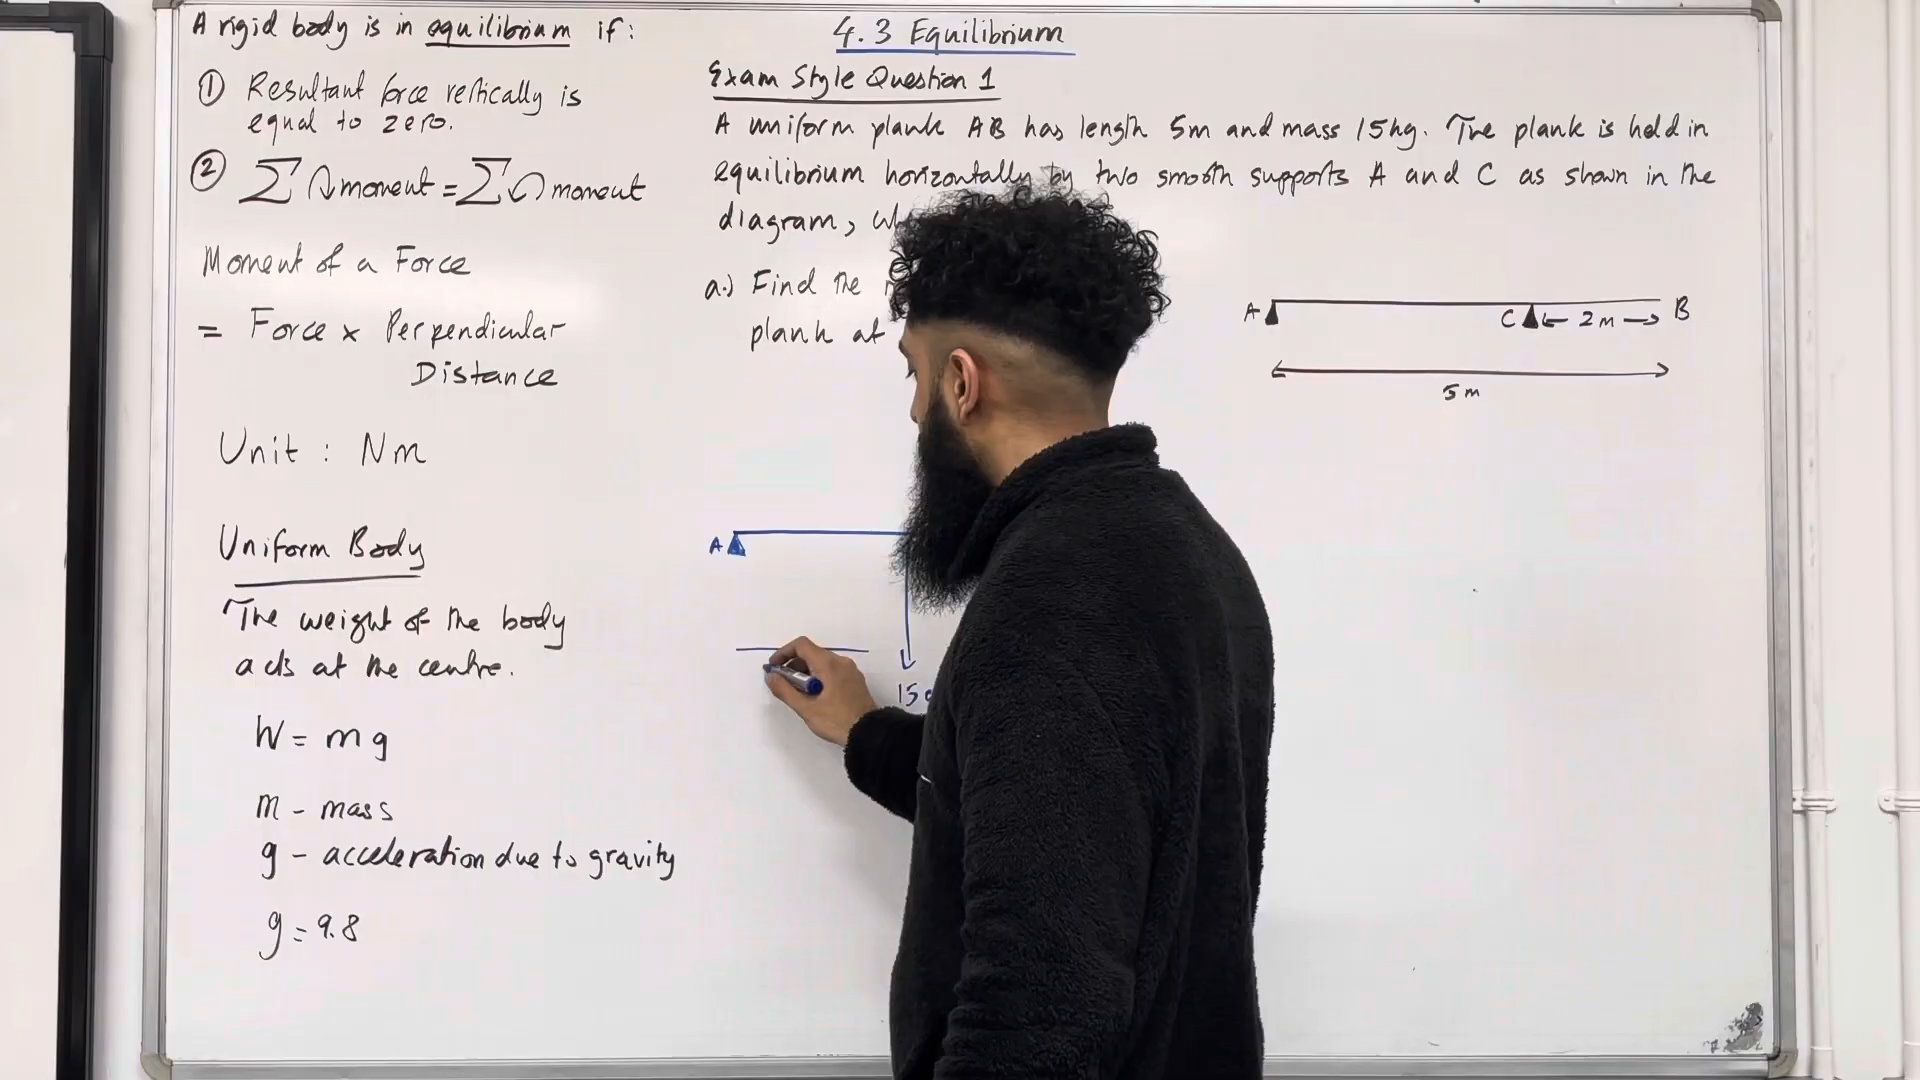 A rigid body is in equilibrium if:
① Resultant force vertically is
equal to zero.
② ∑↻moment = ∑↺moment
Moment of a Force
= Force x Perpendicular
Distance
Unit : Nm
Uniform Body
The weight of the body
acts at the centre.
W = mg
m - mass
g - acceleration due to gravity
g = 9.8
4.3 Equilibrium
Exam Style Question 1
A uniform plank AB has length 5m and mass 15kg. The plank is held in
equilibrium horizontally by two smooth supports A and C as shown in the
diagram,
a.) Find the
plank at
A C ← 2m → B
5m
A
15